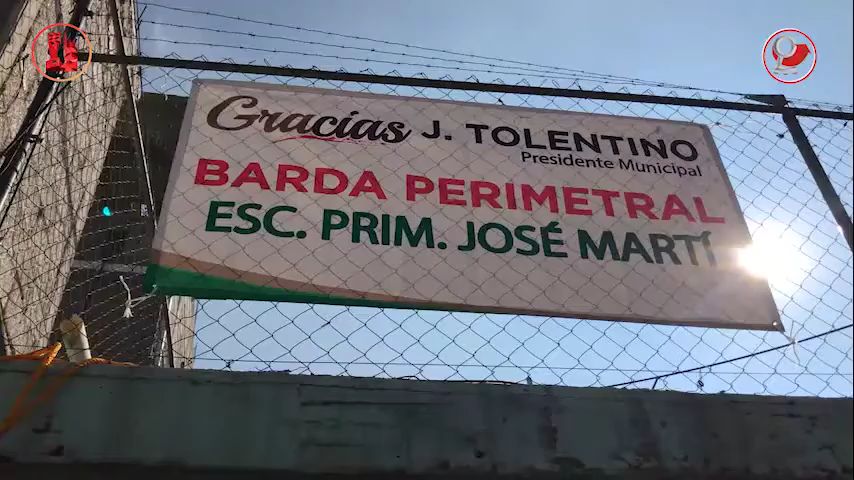 Gracias J. TOLENTINO
Presidente Municipal
BARDA PERIMETRAL
ESC. PRIM. JOSÉ MARTÍ